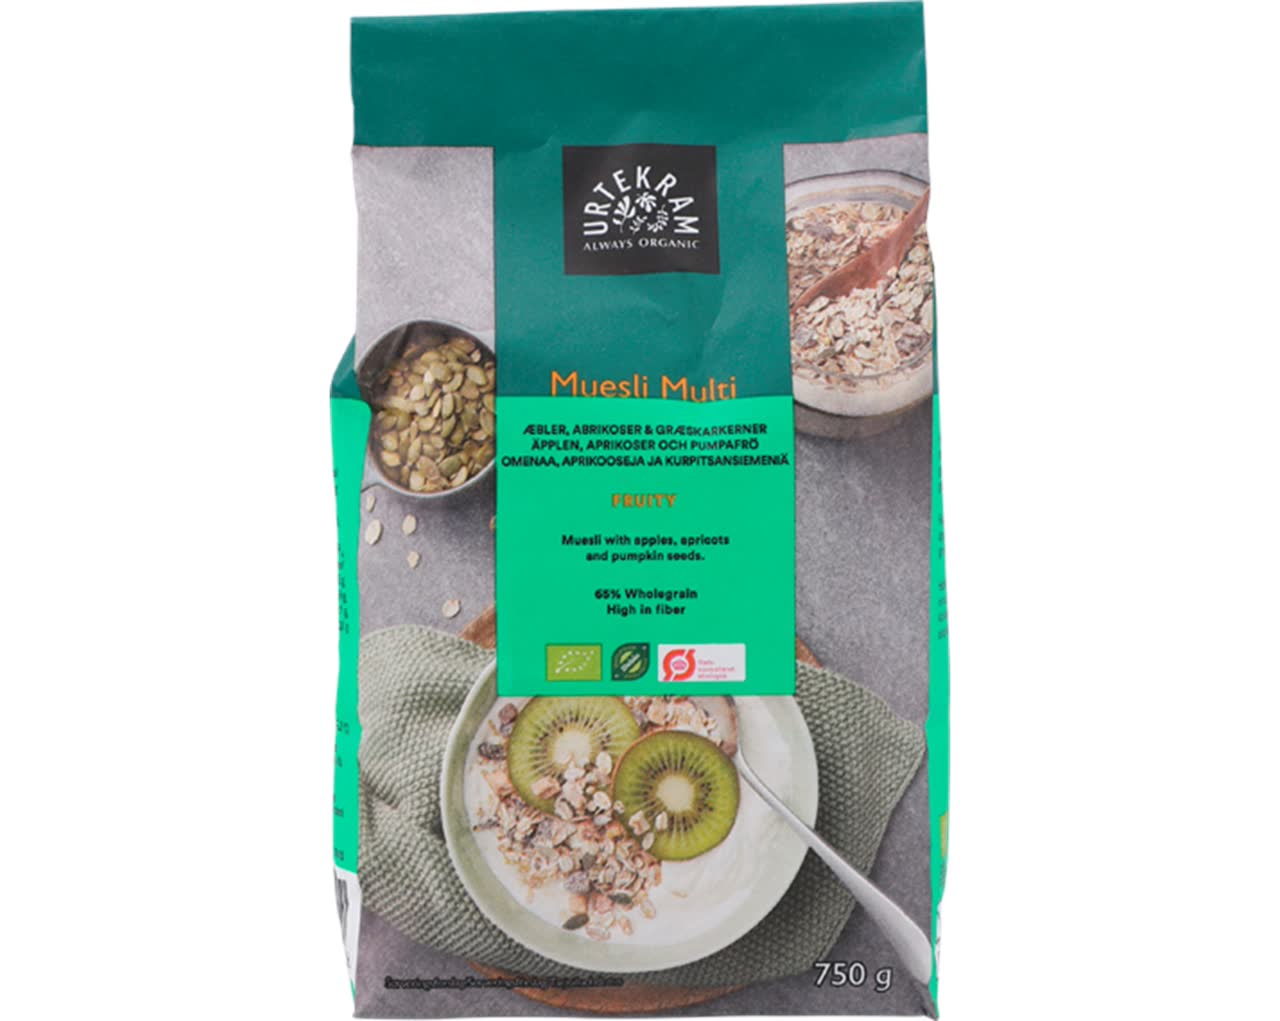 URTEKRAM
ALWAYS ORGANIC
Muesli Multi
ÆBLER, ABRIKOSER & GRÆSKARKERNER
ÄPPLEN, APRIKOSER OCH PUMPAFRÖ
OMENAA, APRIKOOSEJA JA KURPITSANSIEMENIÄ
FRUITY
Muesli with apples, apricots
and pumpkin seeds.
65% Wholegrain
High in fiber
750 g